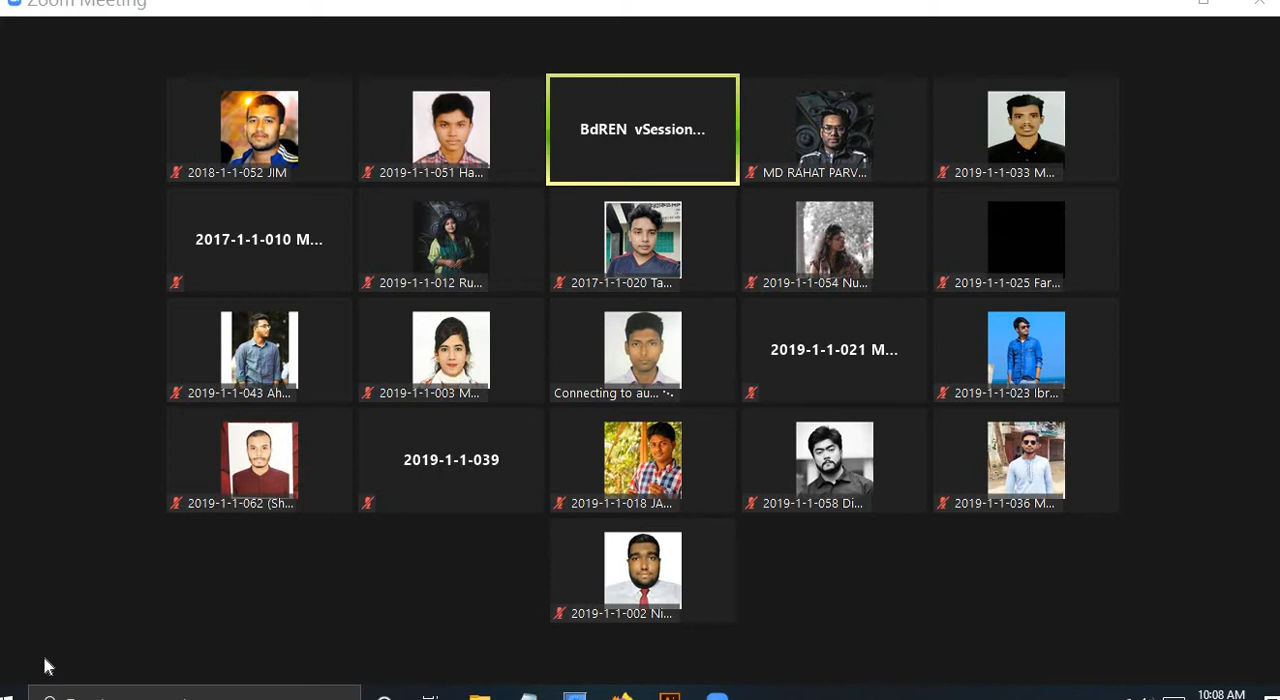 Zoom Meeting
2018-1-1-052 JIM
2019-1-1-051 Ha...
BdREN vSession...
MD RAHAT PARV...
2019-1-1-033 M...
2017-1-1-010 M...
2019-1-1-012 Ru...
2017-1-1-020 Ta...
2019-1-1-054 Nu...
2019-1-1-025 Far...
2019-1-1-043 Ah...
2019-1-1-003 M...
Connecting to au...
2019-1-1-021 M...
2019-1-1-023 Ibr...
2019-1-1-062 (Sh...
2019-1-1-039
2019-1-1-018 JA...
2019-1-1-058 Di...
2019-1-1-036 M...
2019-1-1-002 Ni...
10:08 AM